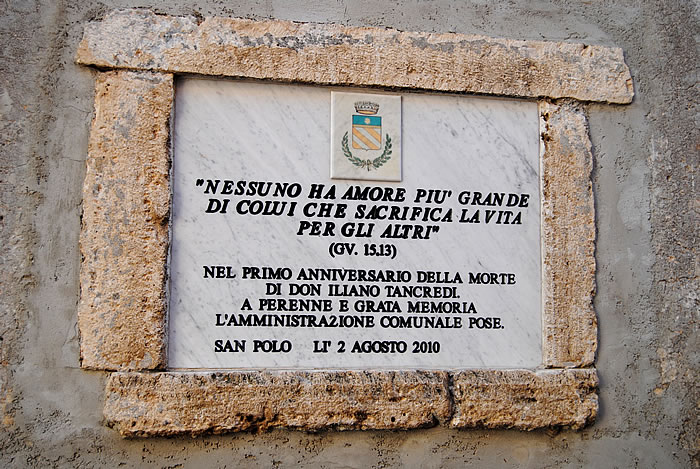 "NESSUNO HA AMORE PIU' GRANDE
DI COLUI CHE SACRIFICA LA VITA
PER GLI ALTRI"
(GV. 15.13)
NEL PRIMO ANNIVERSARIO DELLA MORTE
DI DON ILIANO TANCREDI.
A PERENNE E GRATA MEMORIA
L'AMMINISTRAZIONE COMUNALE POSE.
SAN POLO LI' 2 AGOSTO 2010